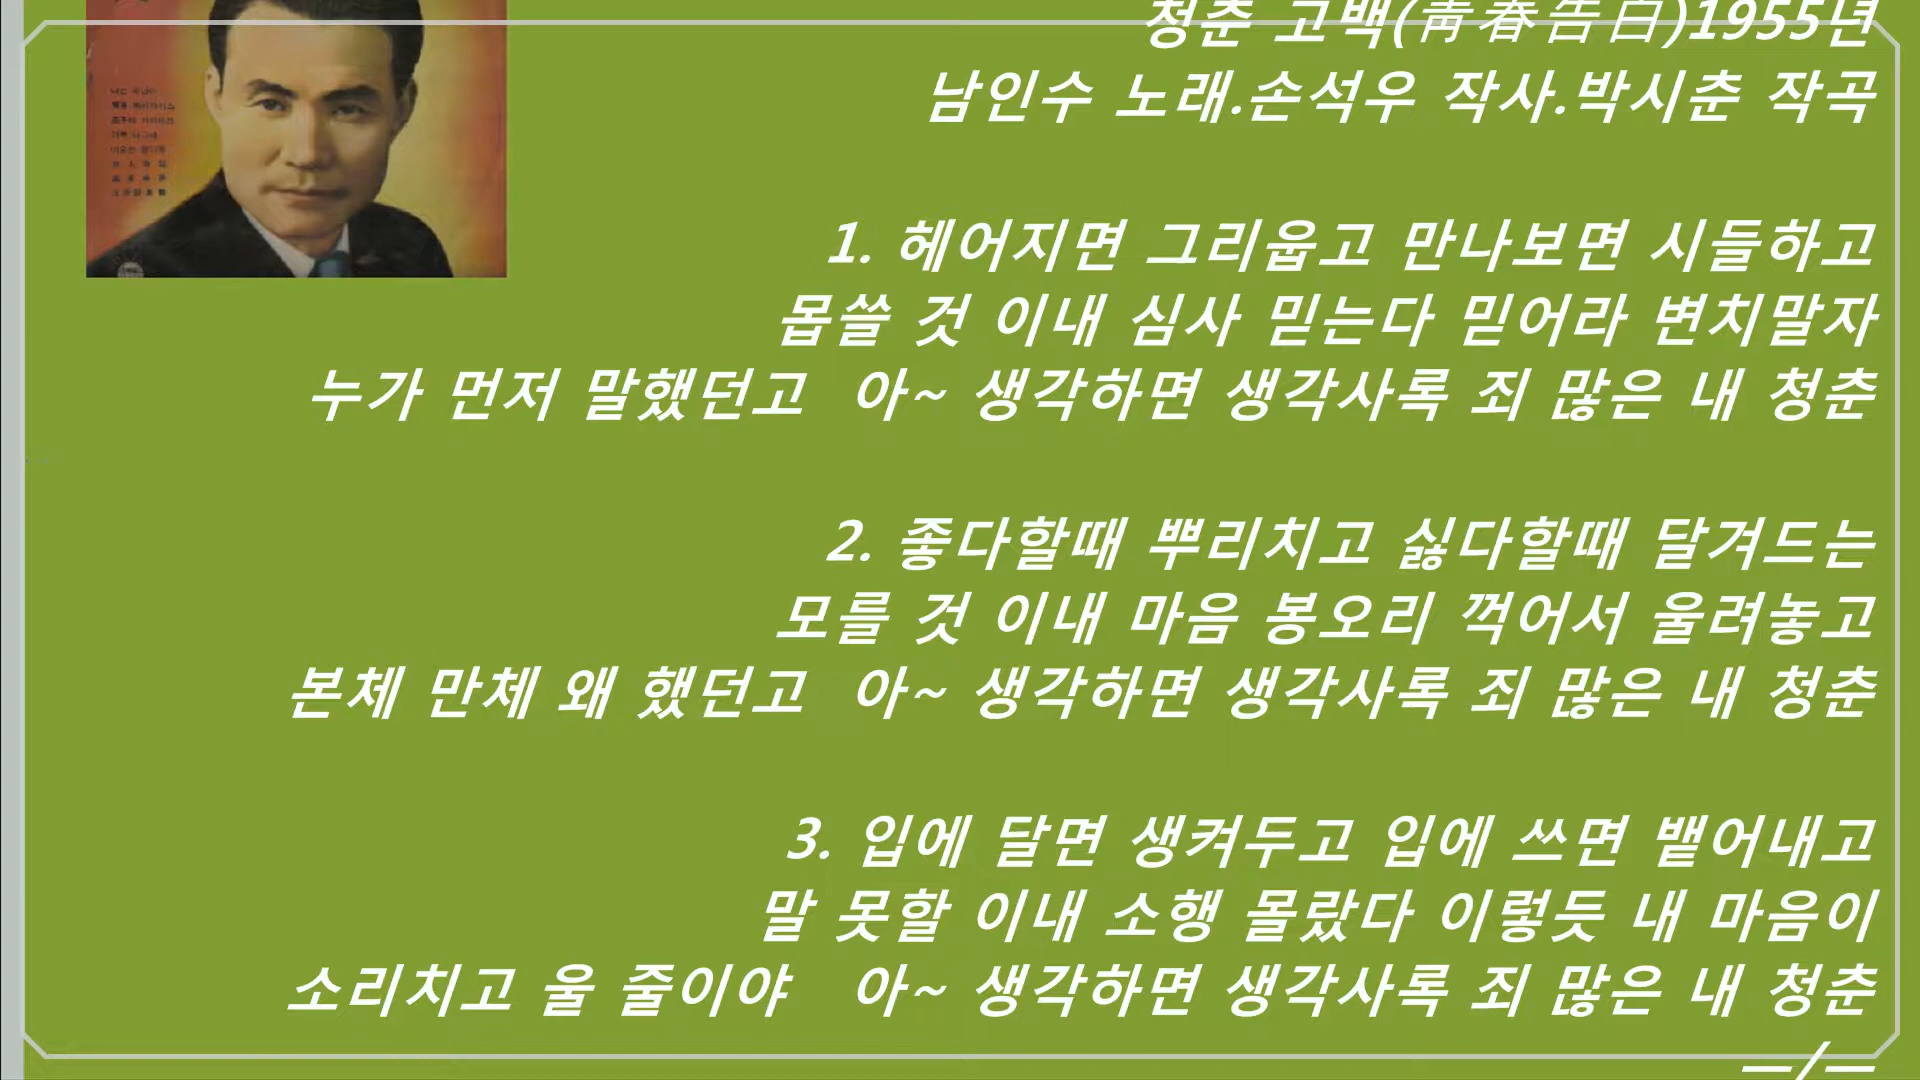 청춘 고백(靑春告白)1955년
남인수 노래.손석우 작사.박시춘 작곡
1. 헤어지면 그리웁고 만나보면 시들하고
몹쓸 것 이내 심사 믿는다 믿어라 변치말자
누가 먼저 말했던고 아~ 생각하면 생각사록 죄 많은 내 청춘
2. 좋다할때 뿌리치고 싫다할때 달겨드는
모를 것 이내 마음 봉오리 꺽어서 울려놓고
본체 만체 왜 했던고 아~ 생각하면 생각사록 죄 많은 내 청춘
3. 입에 달면 생켜두고 입에 쓰면 뱉어내고
말 못할 이내 소행 몰랐다 이렇듯 내 마음이
소리치고 울 줄이야 아~ 생각하면 생각사록 죄 많은 내 청춘